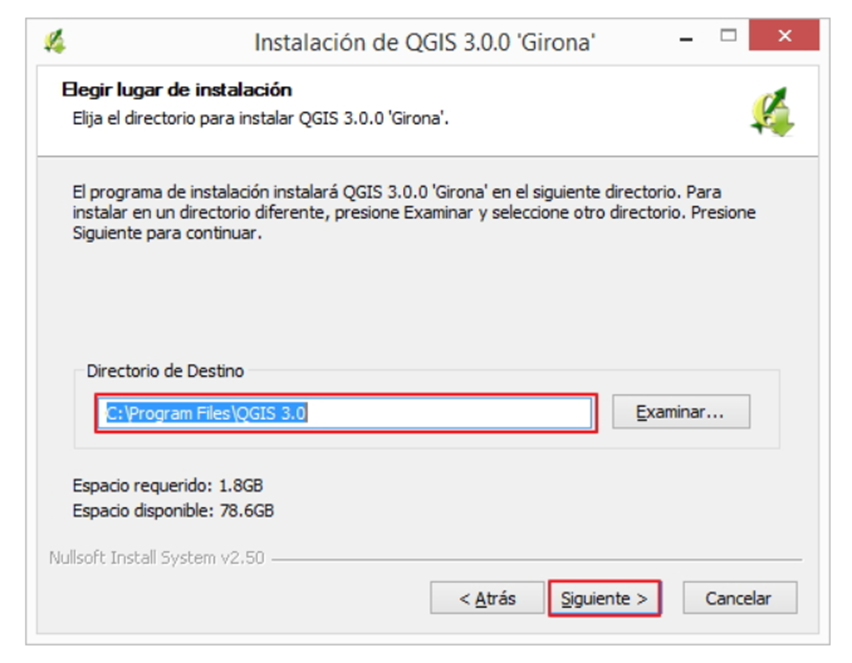 Instalación de QGIS 3.0.0 'Girona'
Elegir lugar de instalación
Elija el directorio para instalar QGIS 3.0.0 'Girona'.
El programa de instalación instalará QGIS 3.0.0 'Girona' en el siguiente directorio. Para
instalar en un directorio diferente, presione Examinar y seleccione otro directorio. Presione
Siguiente para continuar.
Directorio de Destino
C:\Program Files\QGIS 3.0
Examinar...
Espacio requerido: 1.8GB
Espacio disponible: 78.6GB
Nullsoft Install System v2.50
< Atrás
Siguiente >
Cancelar